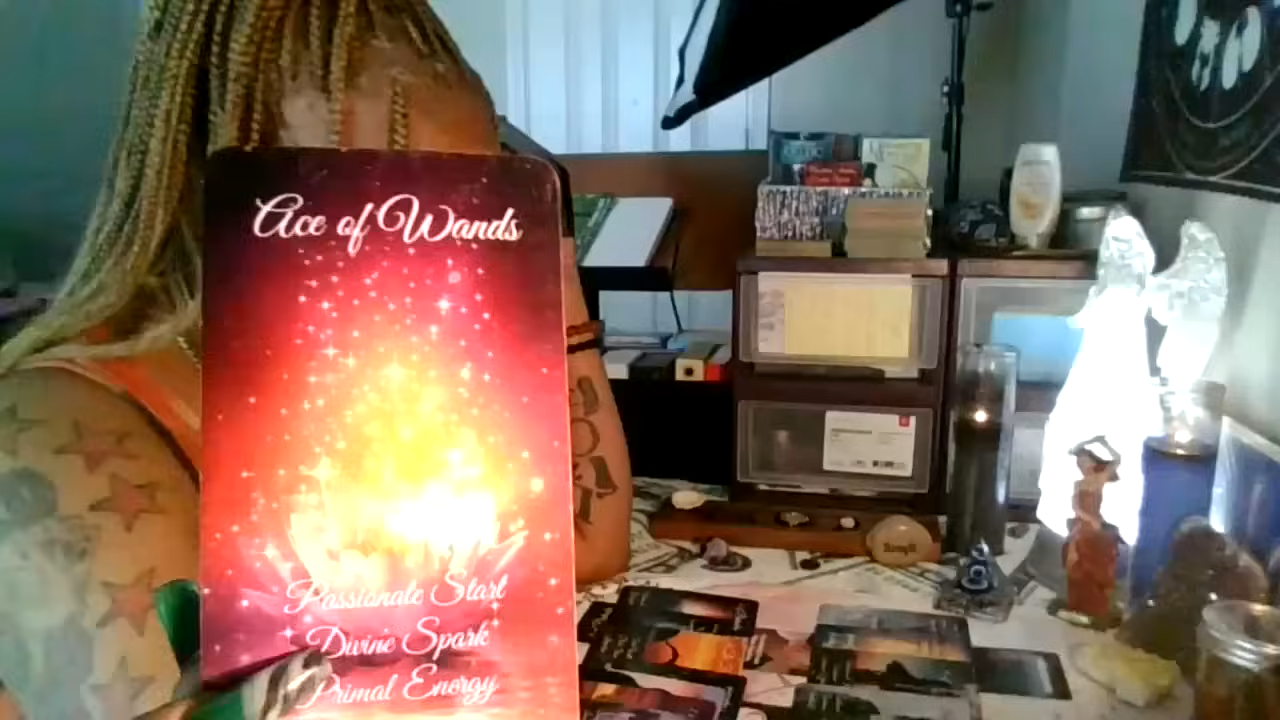 Ace of Wands
Passionate Start
Divine Spark
Primal Energy